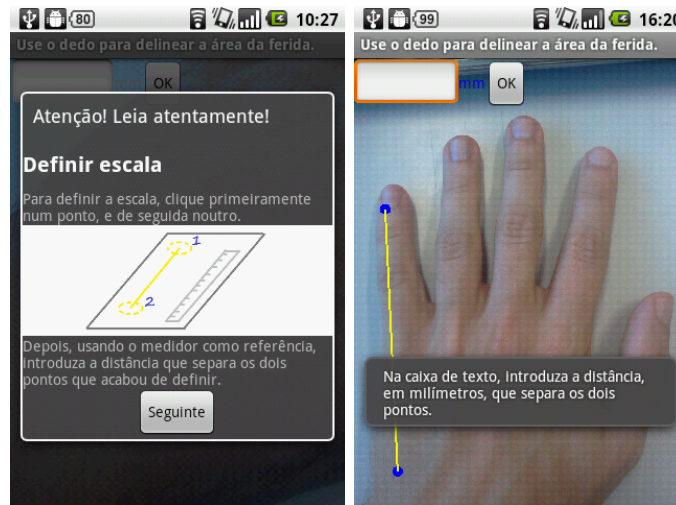 80
10:27
Use o dedo para delinear a área da ferida.
mm
OK
Atenção! Leia atentamente!
Definir escala
Para definir a escala, clique primeiramente
num ponto, e de seguida noutro.
1
2
Depois, usando o medidor como referência,
introduza a distância que separa os dois
pontos que acabou de definir.
Seguinte
99
16:20
Use o dedo para delinear a área da ferida.
mm
OK
Na caixa de texto, introduza a distância,
em milímetros, que separa os dois
pontos.